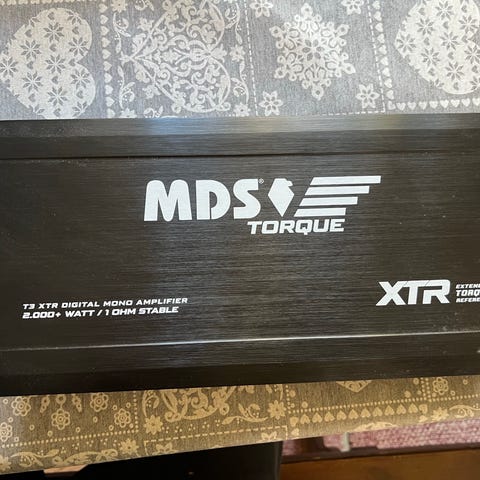 MDS®
TORQUE
T3 XTR DIGITAL MONO AMPLIFIER
2.000+ WATT / 1 OHM STABLE
XTR